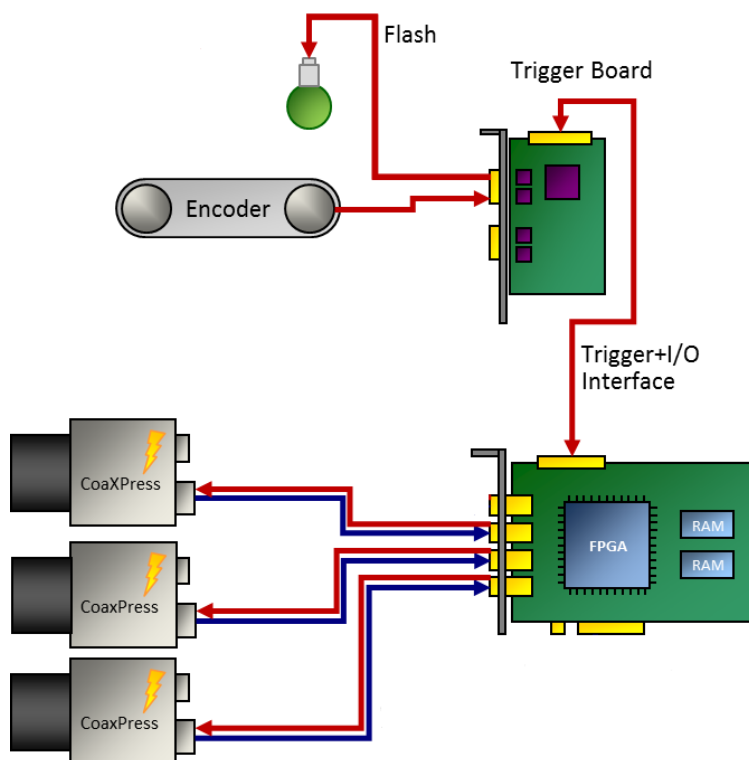 Flash
Trigger Board
Encoder
Trigger+I/O
Interface
CoaXPress
FPGA
RAM
RAM
CoaxPress
CoaxPress